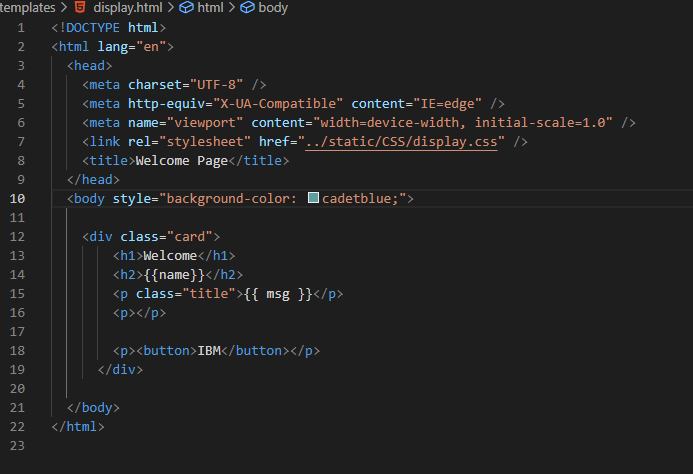 templates > display.html > html > body
1 <!DOCTYPE html>
2 <html lang="en">
3 <head>
4 <meta charset="UTF-8" />
5 <meta http-equiv="X-UA-Compatible" content="IE=edge" />
6 <meta name="viewport" content="width=device-width, initial-scale=1.0" />
7 <link rel="stylesheet" href="../static/CSS/display.css" />
8 <title>Welcome Page</title>
9 </head>
10 <body style="background-color: cadetblue;">
11
12 <div class="card">
13 <h1>Welcome</h1>
14 <h2>{{name}}</h2>
15 <p class="title">{{ msg }}</p>
16 <p></p>
17
18 <p><button>IBM</button></p>
19 </div>
20
21 </body>
22 </html>
23